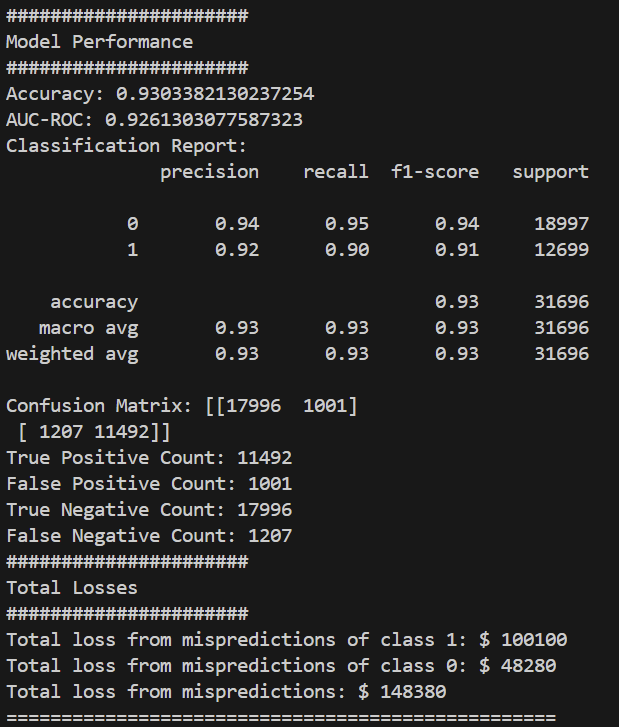 ######################
Model Performance
######################
Accuracy: 0.9303382130237254
AUC-ROC: 0.9261303077587323
Classification Report:
              precision    recall  f1-score   support

           0       0.94      0.95      0.94     18997
           1       0.92      0.90      0.91     12699

    accuracy                           0.93     31696
   macro avg       0.93      0.93      0.93     31696
weighted avg       0.93      0.93      0.93     31696

Confusion Matrix: [[17996  1001]
 [ 1207 11492]]
True Positive Count: 11492
False Positive Count: 1001
True Negative Count: 17996
False Negative Count: 1207
######################
Total Losses
######################
Total loss from mispredictions of class 1: $ 100100
Total loss from mispredictions of class 0: $ 48280
Total loss from mispredictions: $ 148380
==================================================